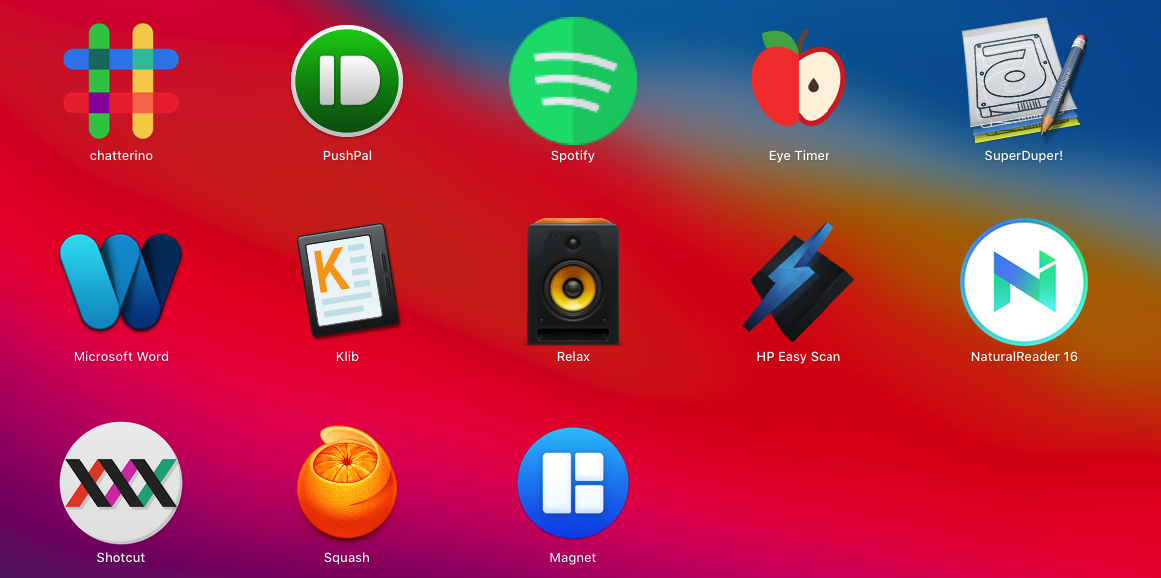 chatterino
PushPal
Spotify
Eye Timer
SuperDuper!
Microsoft Word
Klib
Relax
HP Easy Scan
NaturalReader 16
Shotcut
Squash
Magnet